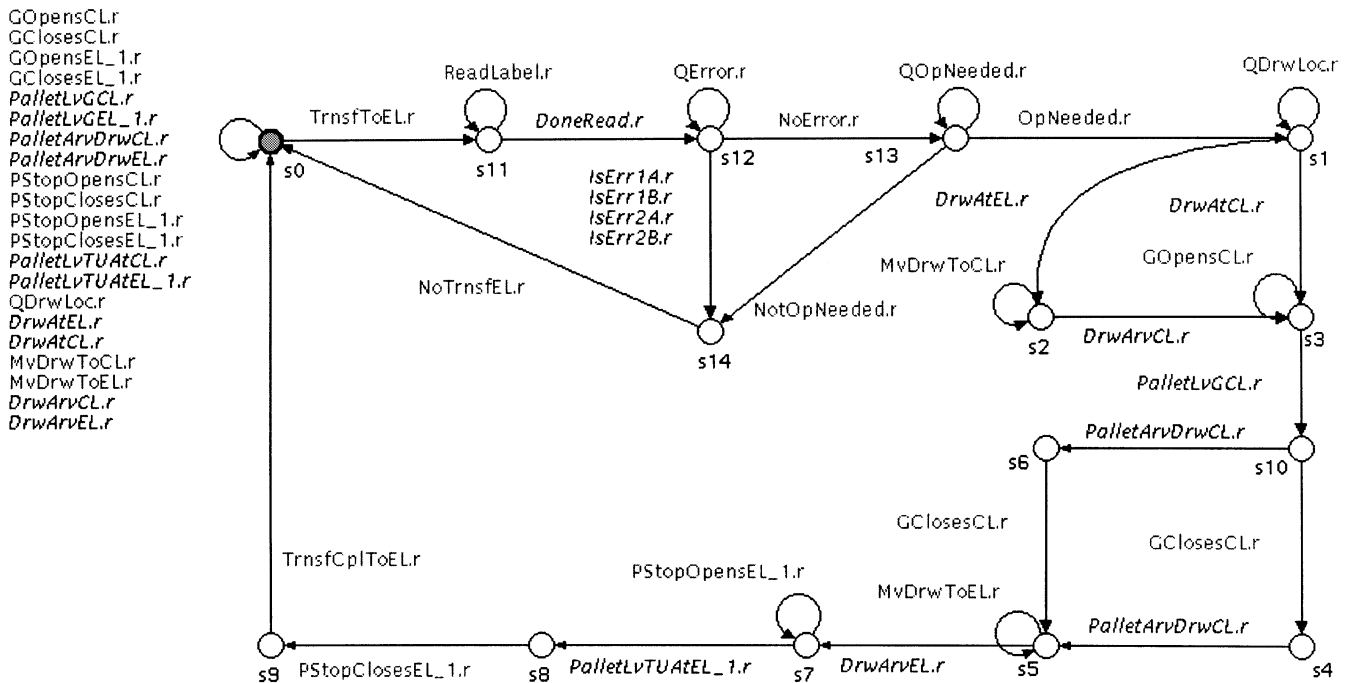 GOpensCL.r
GClosesCL.r
GOpensEL_1.r
GClosesEL_1.r
PalletLvGCL.r
PalletLvGEL_1.r
PalletArvDrwCL.r
PalletArvDrwEL.r
PStopOpensCL.r
PStopClosesCL.r
PStopOpensEL_1.r
PStopClosesEL_1.r
PalletLvTUAtCL.r
PalletLvTUAtEL_1.r
QDrwLoc.r
DrwAtEL.r
DrwAtCL.r
MvDrwToCL.r
MvDrwToEL.r
DrwArvCL.r
DrwArvEL.r
s0
TrnsfToEL.r
ReadLabel.r
s11
DoneRead.r
QError.r
s12
NoError.r
QOpNeeded.r
s13
OpNeeded.r
QDrwLoc.r
s1
IsErr1A.r
IsErr1B.r
IsErr2A.r
IsErr2B.r
DrwAtEL.r
DrwAtCL.r
NoTrnsfEL.r
NotOpNeeded.r
s14
MvDrwToCL.r
s2
DrwArvCL.r
GOpensCL.r
s3
PalletLvGCL.r
PalletArvDrwCL.r
s6
s10
GClosesCL.r
GClosesCL.r
TrnsfCplToEL.r
PStopOpensEL_1.r
MvDrwToEL.r
PalletArvDrwCL.r
s9
PStopClosesEL_1.r
s8
PalletLvTUAtEL_1.r
s7
DrwArvEL.r
s5
s4